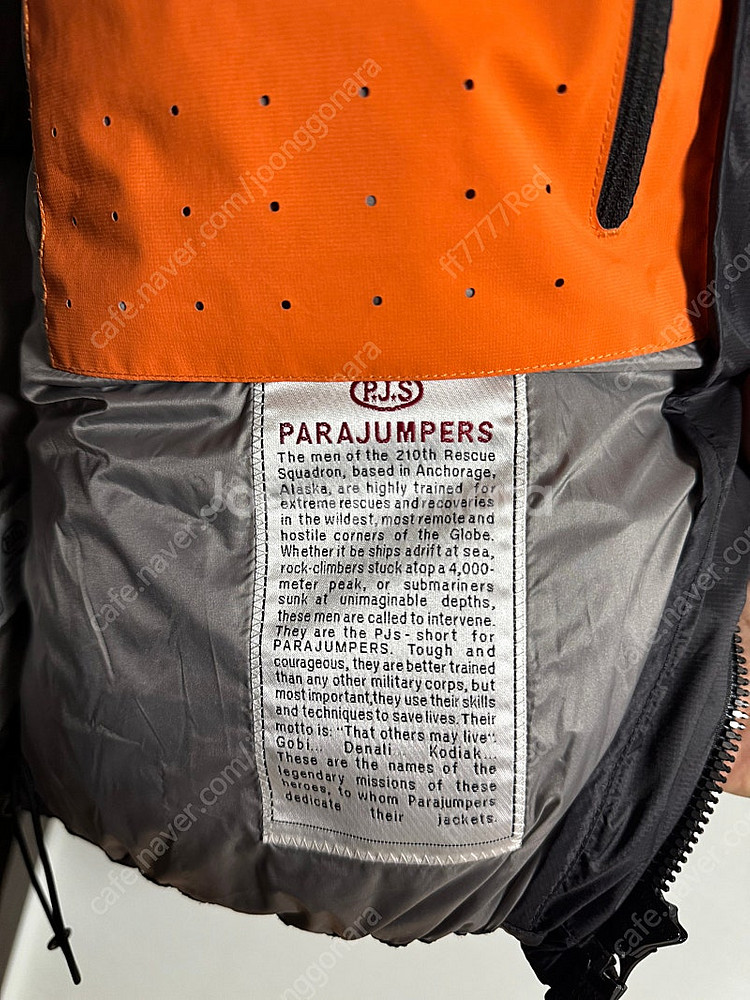 P.J.S
PARAJUMPERS
The men of the 210th Rescue
Squadron, based in Anchorage,
Alaska, are highly trained for
extreme rescues and recoveries
in the wildest, most remote and
hostile corners of the Globe.
Whether it be ships adrift at sea,
rock-climbers stuck atop a 4,000-
meter peak, or submariners
sunk at unimaginable depths,
these men are called to intervene.
They are the PJs - short for
PARAJUMPERS. Tough and
courageous, they are better trained
than any other military corps, but
most important,they use their skills
and techniques to save lives. Their
motto is: "That others may live":
Gobi... Denali... Kodiak...
These are the names of the
legendary missions of these
heroes, to whom Parajumpers
dedicate their jackets.
cafe.naver.com/joonggonara
ff7777Red